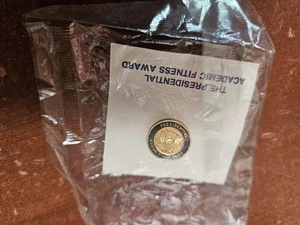 THE PRESIDENTIAL
ACADEMIC FITNESS AWARD